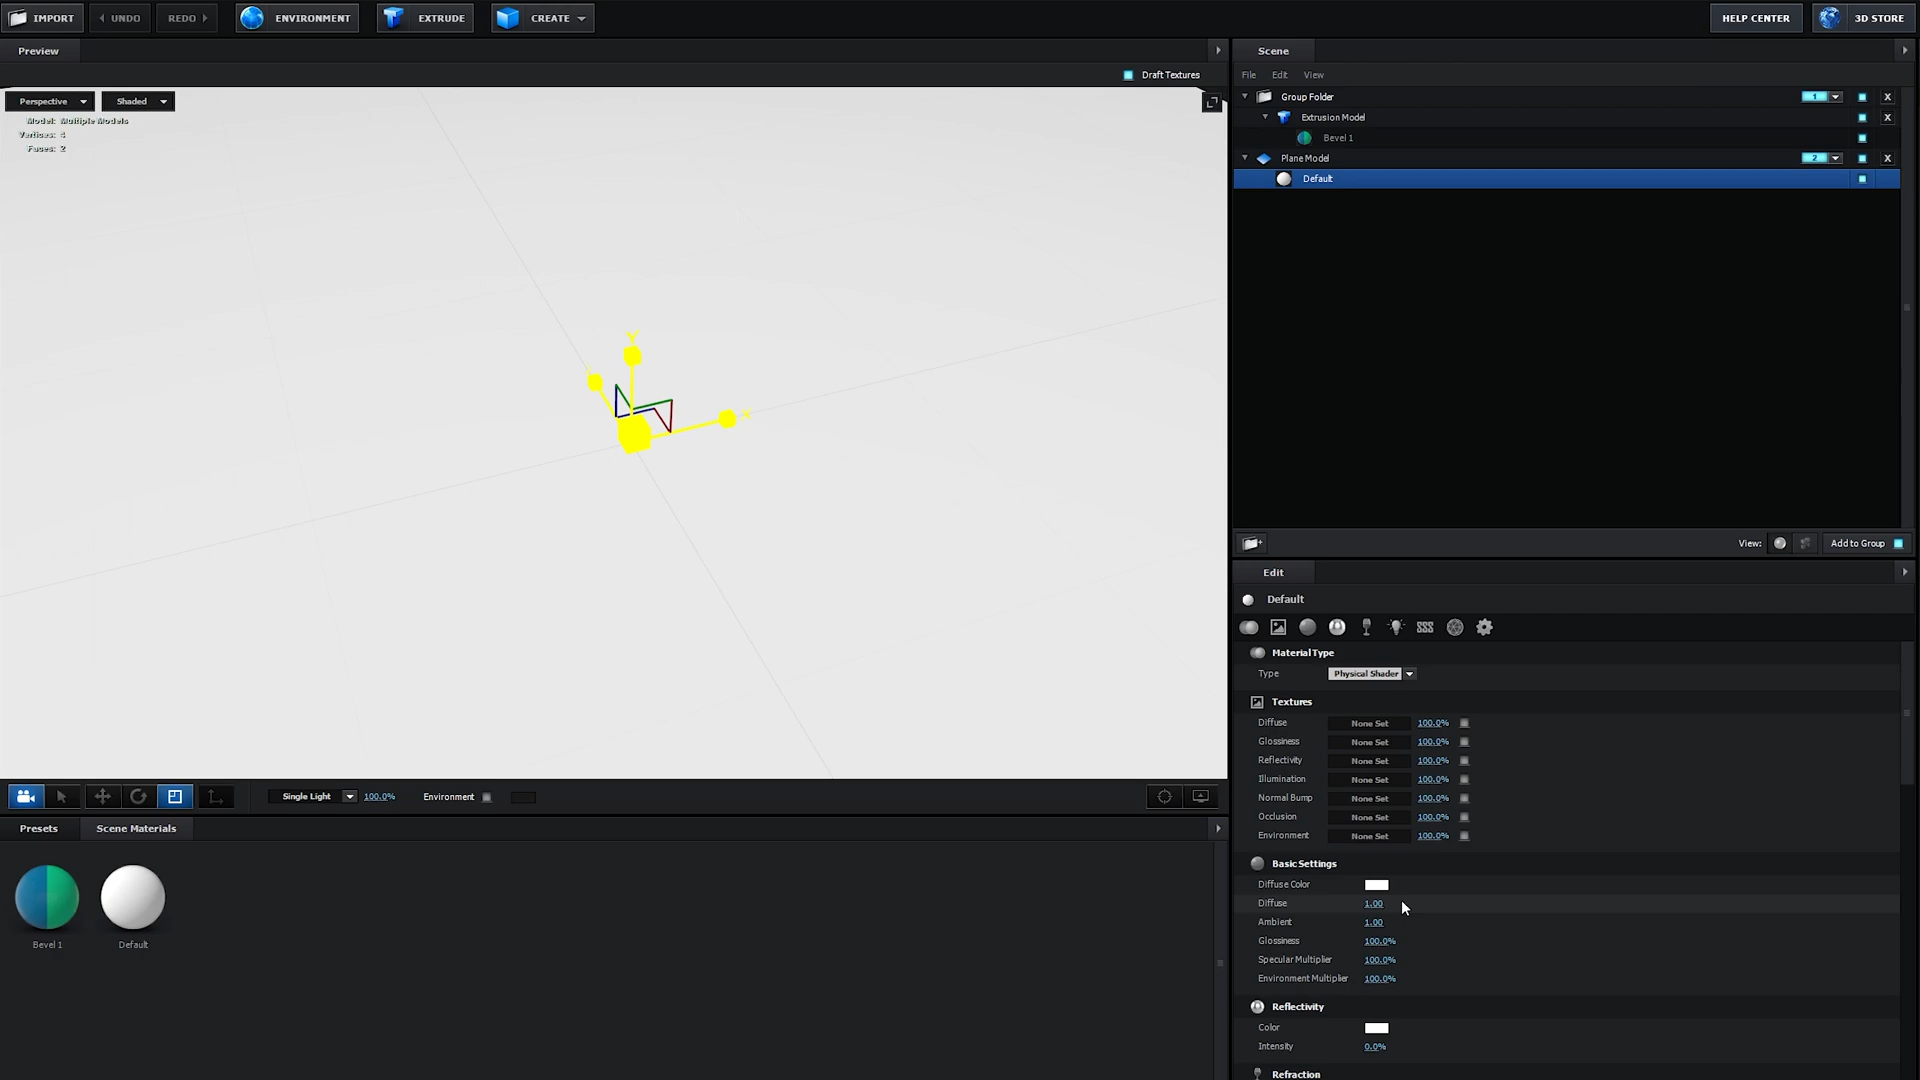 IMPORT
UNDO
REDO
ENVIRONMENT
EXTRUDE
CREATE
HELP CENTER
3D STORE
Preview
Draft Textures
Perspective
Shaded
Model: Multiple Models
Vertices: 4
Faces: 2
Y
X
Single Light
100.0%
Environment
Presets
Scene Materials
Bevel 1
Default
Scene
File Edit View
Group Folder
1
X
Extrusion Model
X
Bevel 1
Plane Model
2
X
Default
View:
Add to Group
Edit
Default
Material Type
Type Physical Shader
Textures
Diffuse None Set 100.0%
Glossiness None Set 100.0%
Reflectivity None Set 100.0%
Illumination None Set 100.0%
Normal Bump None Set 100.0%
Occlusion None Set 100.0%
Environment None Set 100.0%
Basic Settings
Diffuse Color
Diffuse 1.00
Ambient 1.00
Glossiness 100.0%
Specular Multiplier 100.0%
Environment Multiplier 100.0%
Reflectivity
Color
Intensity 0.0%
Refraction